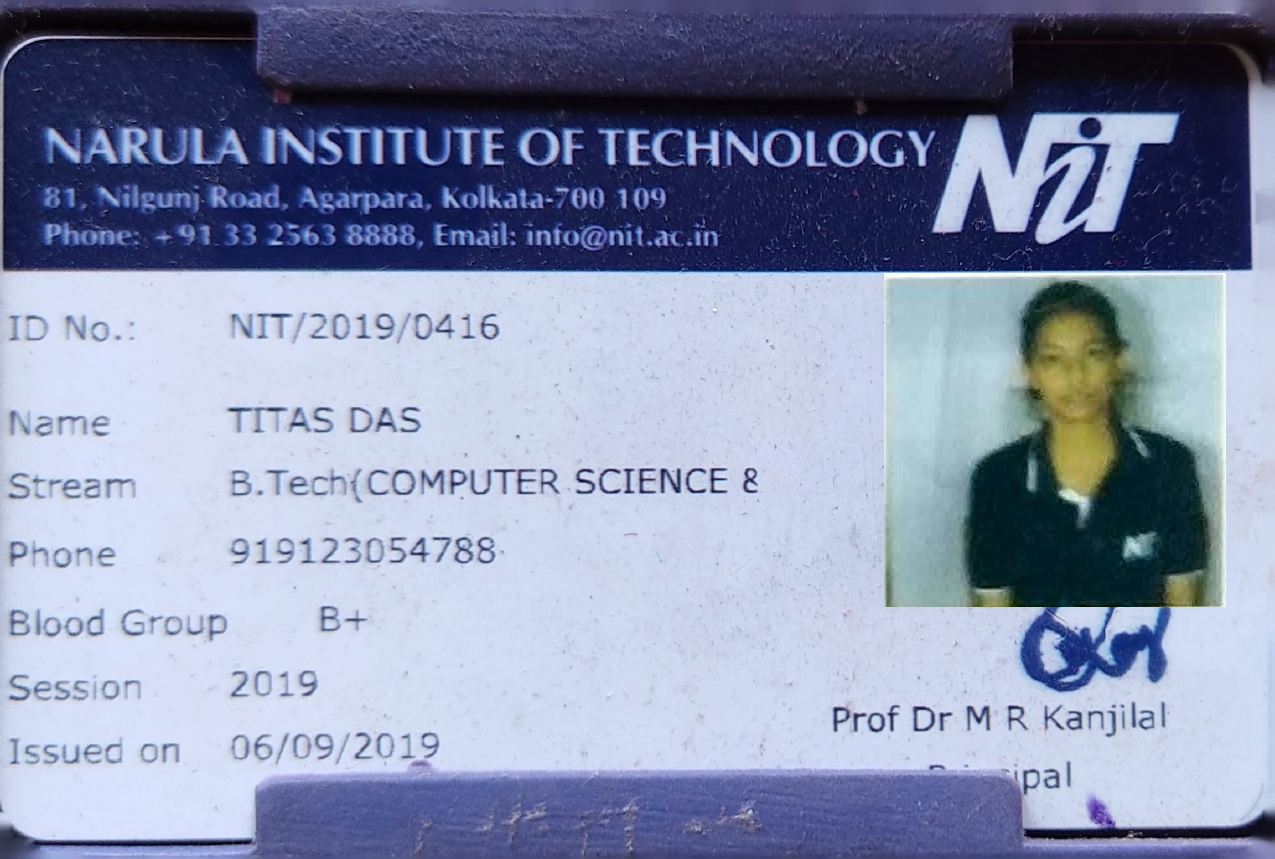 NARULA INSTITUTE OF TECHNOLOGY
NiT
81, Nilgunj Road, Agarpara, Kolkata-700 109
Phone: +91 33 2563 8888, Email: info@nit.ac.in
ID No.: NIT/2019/0416
Name TITAS DAS
Stream B.Tech(COMPUTER SCIENCE &
Phone 919123054788
Blood Group B+
Session 2019
Issued on 06/09/2019
Prof Dr M R Kanjilal
Principal